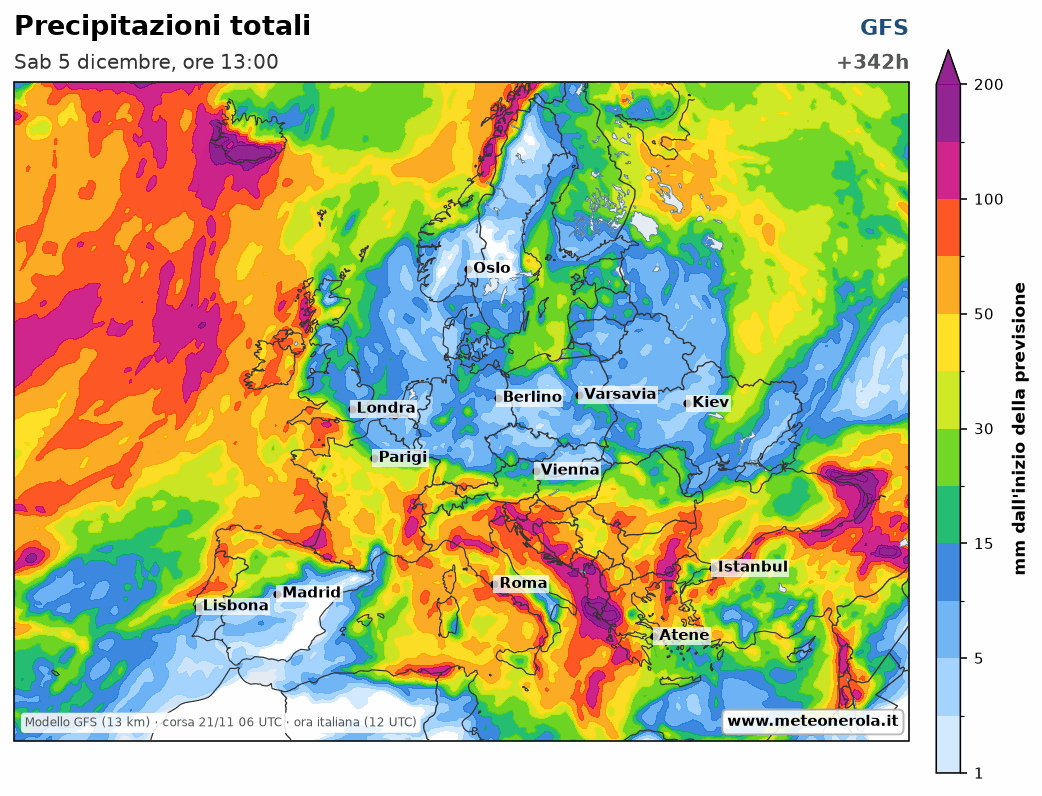 Precipitazioni totali
GFS
Sab 5 dicembre, ore 13:00
+342h
200
100
50
30
15
5
1
mm dall'inizio della previsione
Oslo
Berlino
Varsavia
Kiev
Londra
Parigi
Vienna
Istanbul
Roma
Madrid
Lisbona
Atene
Modello GFS (13 km) · corsa 21/11 06 UTC · ora italiana (12 UTC)
www.meteonerola.it